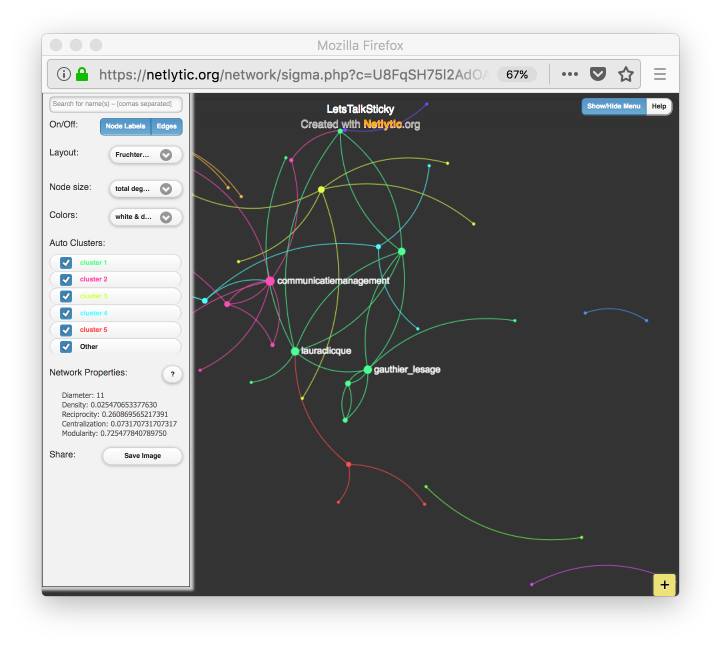 Mozilla Firefox
https://netlytic.org/network/sigma.php?c=U8FqSH75l2AdOA
67%
LetsTalkSticky
Created with Netlytic.org
Show/Hide Menu
Help
Search for name(s) – [comas separated]
On/Off:
Node Labels
Edges
Layout:
Fruchter...
Node size:
total deg...
Colors:
white & d...
Auto Clusters:
cluster 1
cluster 2
cluster 3
cluster 4
cluster 5
Other
Network Properties:
?
Diameter: 11
Density: 0.025470653377630
Reciprocity: 0.260869565217391
Centralization: 0.073170731707317
Modularity: 0.725477840789750
Share:
Save Image
communicatiemanagement
tauraclcque
gauthier_lesage
+